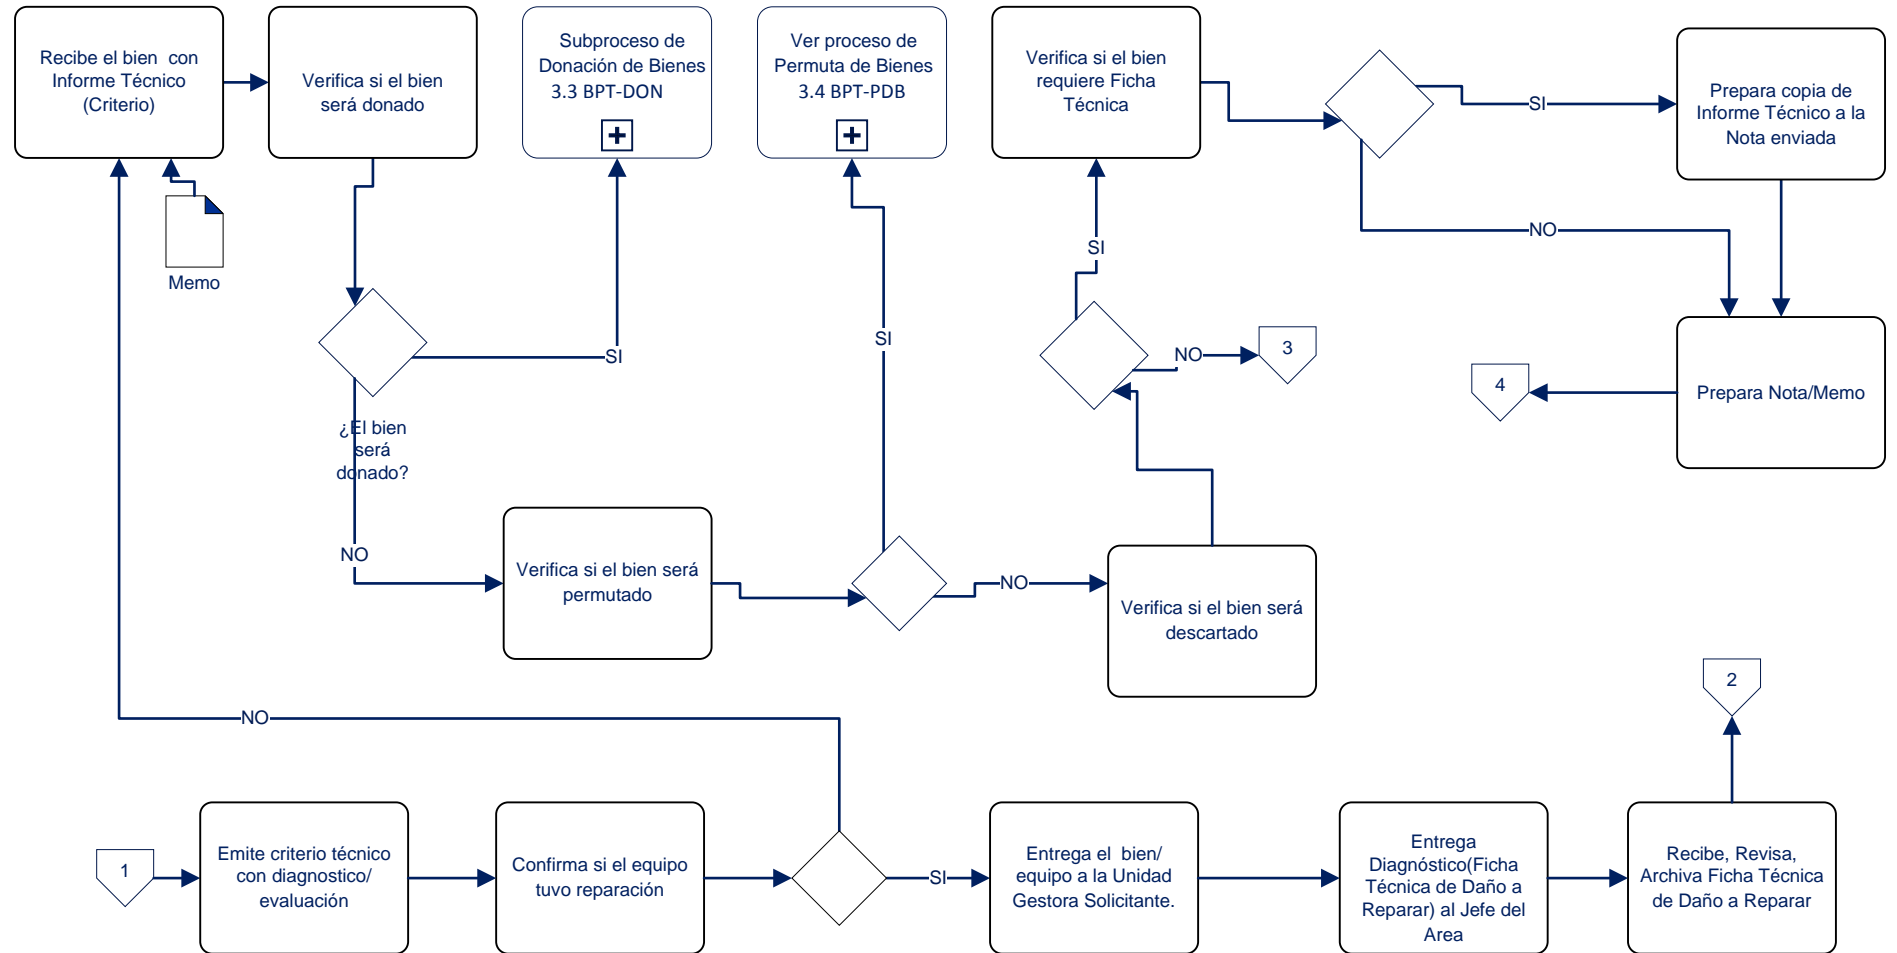 Recibe el bien  con
Informe Técnico
(Criterio)
Verifica si el bien
será donado
Subproceso de
Donación de Bienes
3.3 BPT-DON
Ver proceso de
Permuta de Bienes
3.4 BPT-PDB
Verifica si el bien
requiere Ficha
Técnica
SI
Prepara copia de
Informe Técnico a la
Nota enviada
Memo
NO
SI
SI
SI
NO
3
4
Prepara Nota/Memo
¿El bien
será
donado?
NO
Verifica si el bien será
permutado
NO
Verifica si el bien será
descartado
2
NO
1
Emite criterio técnico
con diagnostico/
evaluación
Confirma si el equipo
tuvo reparación
SI
Entrega el  bien/
equipo a la Unidad
Gestora Solicitante.
Entrega
Diagnóstico(Ficha
Técnica de Daño a
Reparar) al Jefe del
Area
Recibe, Revisa,
Archiva Ficha Técnica
de Daño a Reparar